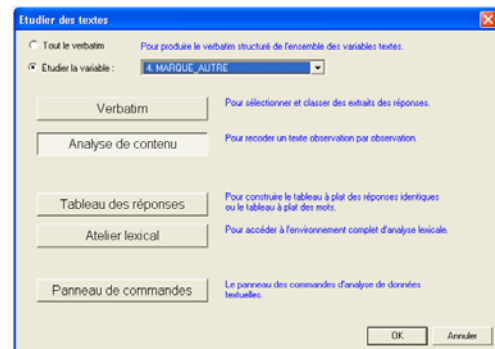 Etudier des textes
Tout le verbatim
Pour produire le verbatim structuré de l'ensemble des variables textes.
Etudier la variable :
4. MARQUE_AUTRE
Verbatim
Pour sélectionner et classer des extraits des réponses.
Analyse de contenu
Pour recoder un texte observation par observation.
Tableau des réponses
Pour construire le tableau à plat des réponses identiques
ou le tableau à plat des mots.
Atelier lexical
Pour accéder à l'environnement complet d'analyse lexicale.
Panneau de commandes
Le panneau des commandes d'analyse de données
textuelles.
OK
Annuler